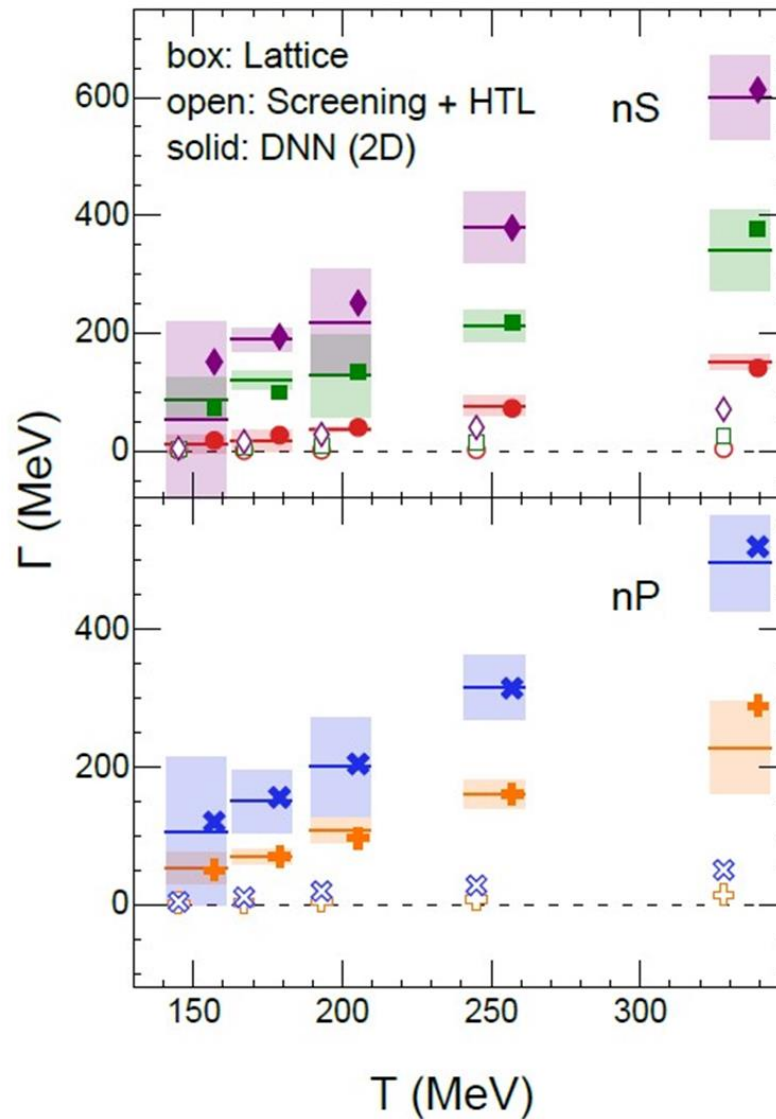 box: Lattice
open: Screening + HTL
solid: DNN (2D)
nS
600
400
200
0
Γ (MeV)
nP
400
200
0
150 200 250 300
T (MeV)